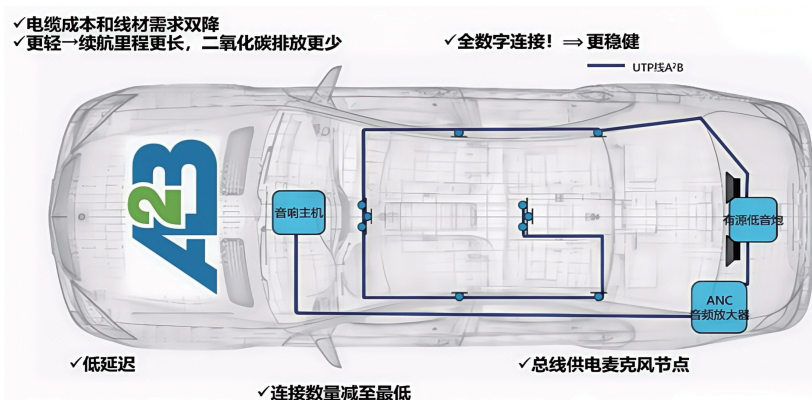 ✓电缆成本和线材需求双降
✓更轻→续航里程更长，二氧化碳排放更少
✓全数字连接！⇒ 更稳健
UTP线A²B
A2B
音响主机
有源低音炮
ANC
音频放大器
✓低延迟
✓总线供电麦克风节点
✓连接数量减至最低